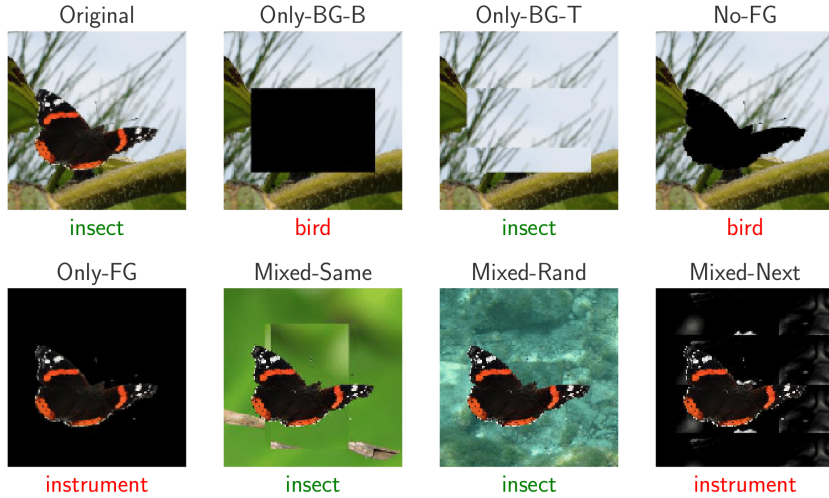 Original Only-BG-B Only-BG-T No-FG
insect bird insect bird
Only-FG Mixed-Same Mixed-Rand Mixed-Next
instrument insect insect instrument